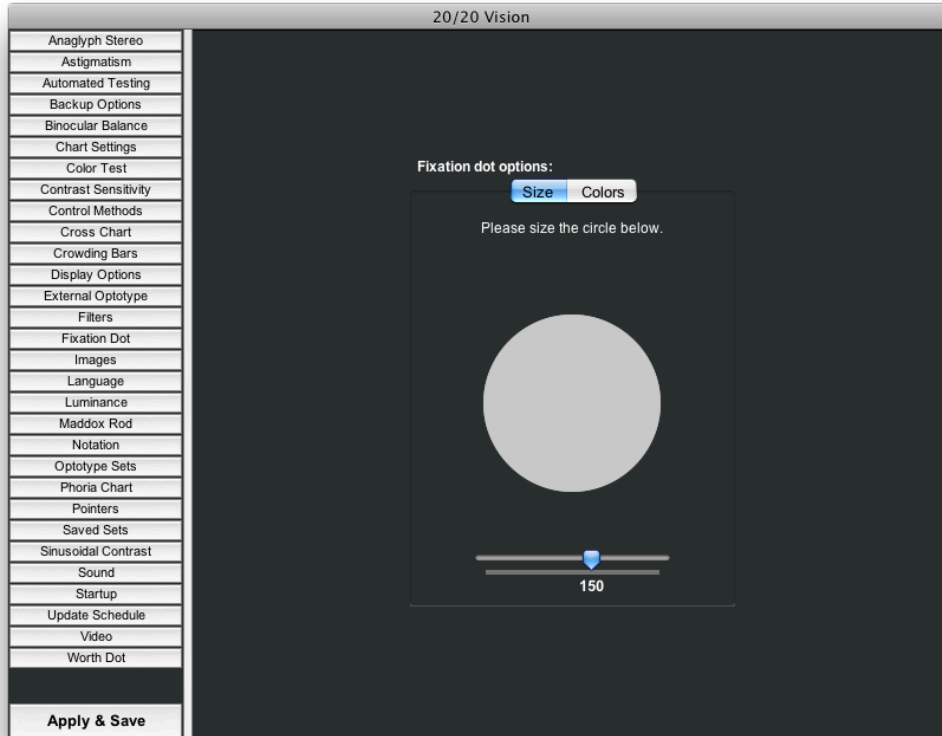 20/20 Vision
Anaglyph Stereo
Astigmatism
Automated Testing
Backup Options
Binocular Balance
Chart Settings
Color Test
Contrast Sensitivity
Control Methods
Cross Chart
Crowding Bars
Display Options
External Optotype
Filters
Fixation Dot
Images
Language
Luminance
Maddox Rod
Notation
Optotype Sets
Phoria Chart
Pointers
Saved Sets
Sinusoidal Contrast
Sound
Startup
Update Schedule
Video
Worth Dot
Apply & Save
Fixation dot options:
Size Colors
Please size the circle below.
150